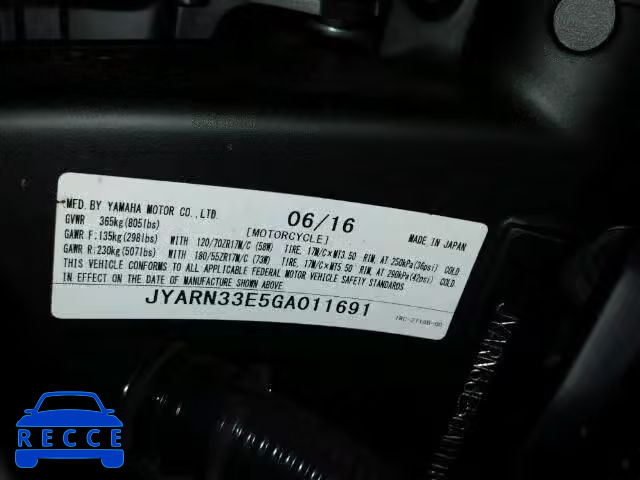 MFD. BY YAMAHA MOTOR CO., LTD. 06/16 MADE IN JAPAN
GVWR 365kg(805lbs) [MOTORCYCLE]
GAWR F:135kg(298lbs) WITH 120/70ZR17M/C (58W) TIRE, 17M/C×MT3.50 RIM, AT 250kPa(36psi) COLD
GAWR R:230kg(507lbs) WITH 180/55ZR17M/C (73W) TIRE, 17M/C×MT5.50 RIM, AT 290kPa(42psi) COLD
THIS VEHICLE CONFORMS TO ALL APPLICABLE FEDERAL MOTOR VEHICLE SAFETY STANDARDS
IN EFFECT ON THE DATE OF MANUFACTURE SHOWN ABOVE.
JYARN33E5GA011691
RECCE